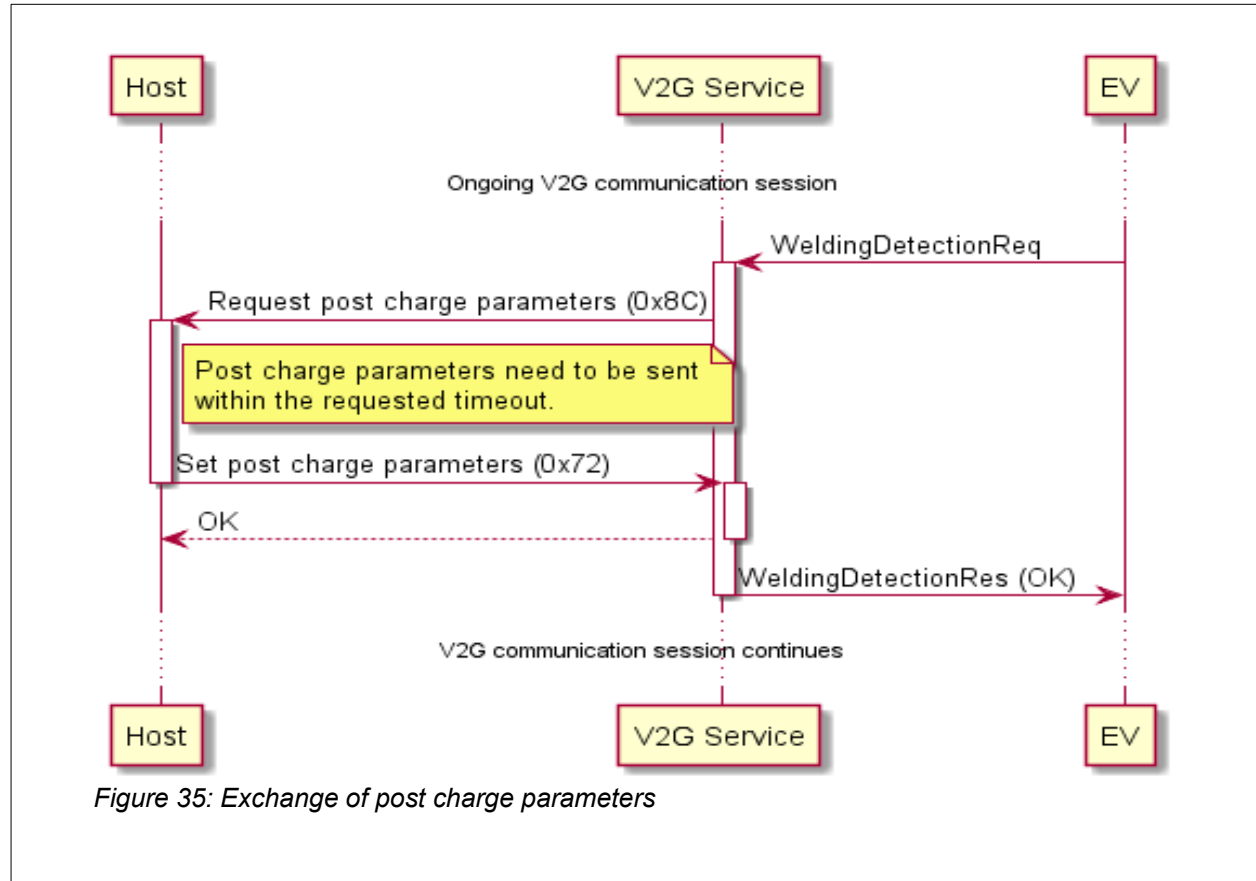 Host
V2G Service
EV
Ongoing V2G communication session
WeldingDetectionReq
Request post charge parameters (0x8C)
Post charge parameters need to be sent
within the requested timeout.
Set post charge parameters (0x72)
OK
WeldingDetectionRes (OK)
V2G communication session continues
Host
V2G Service
EV
Figure 35: Exchange of post charge parameters